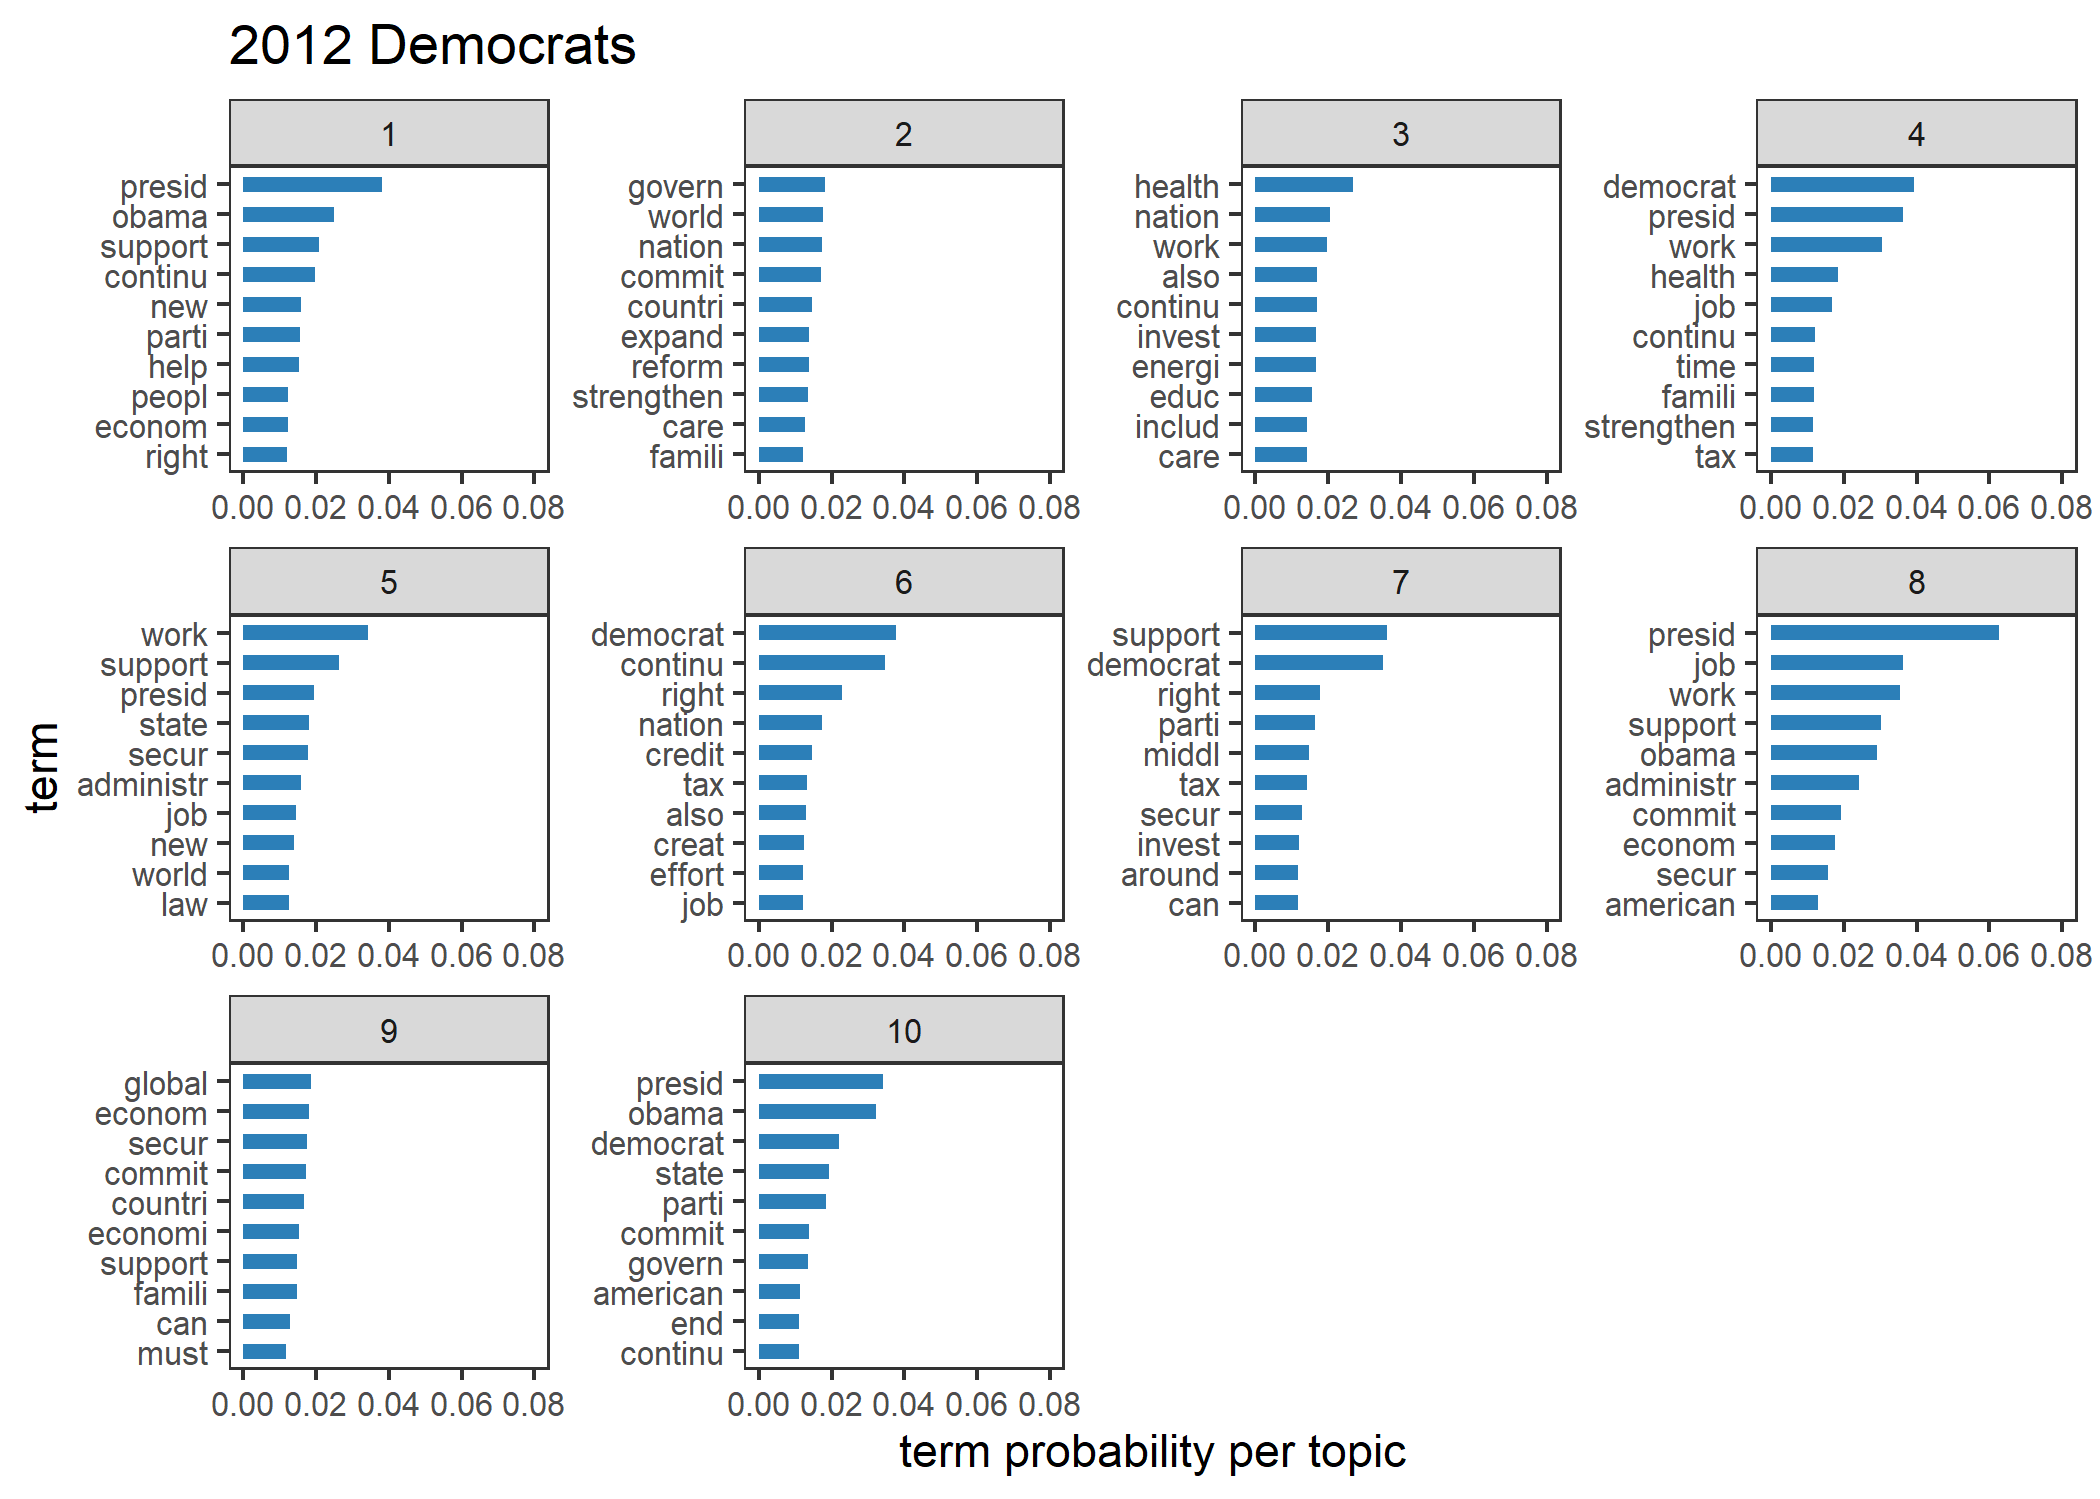 2012 Democrats
1
presid
obama
support
continu
new
parti
help
peopl
econom
right
0.00 0.02 0.04 0.06 0.08
2
govern
world
nation
commit
countri
expand
reform
strengthen
care
famili
0.00 0.02 0.04 0.06 0.08
3
health
nation
work
also
continu
invest
energi
educ
includ
care
0.00 0.02 0.04 0.06 0.08
4
democrat
presid
work
health
job
continu
time
famili
strengthen
tax
0.00 0.02 0.04 0.06 0.08
5
work
support
presid
state
secur
administr
job
new
world
law
0.00 0.02 0.04 0.06 0.08
6
democrat
continu
right
nation
credit
tax
also
creat
effort
job
0.00 0.02 0.04 0.06 0.08
7
support
democrat
right
parti
middl
tax
secur
invest
around
can
0.00 0.02 0.04 0.06 0.08
8
presid
job
work
support
obama
administr
commit
econom
secur
american
0.00 0.02 0.04 0.06 0.08
9
global
econom
secur
commit
countri
economi
support
famili
can
must
0.00 0.02 0.04 0.06 0.08
10
presid
obama
democrat
state
parti
commit
govern
american
end
continu
0.00 0.02 0.04 0.06 0.08
term
term probability per topic